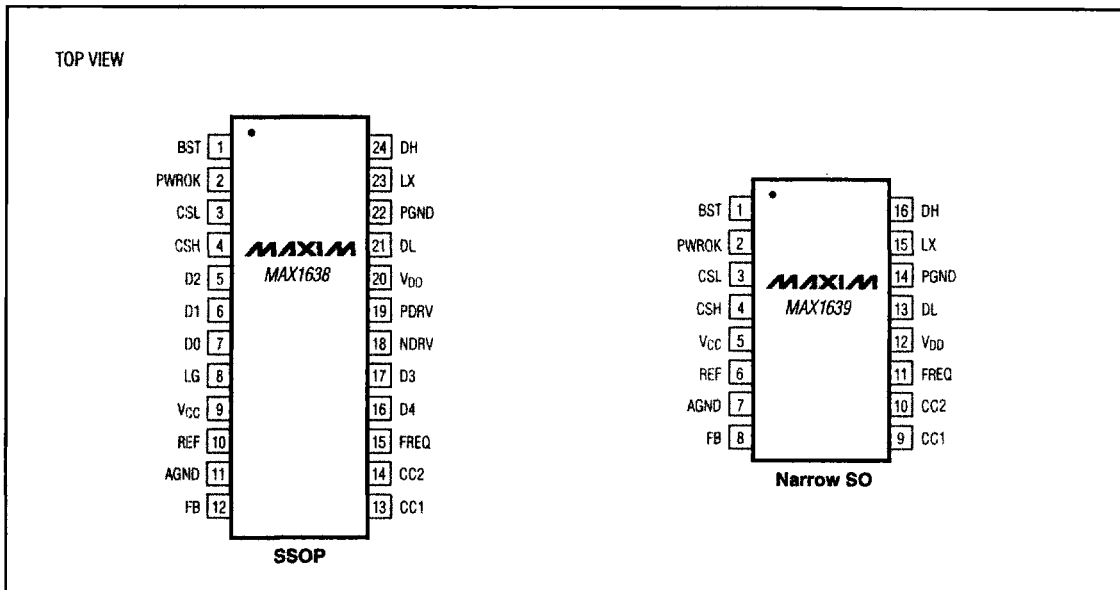 TOP VIEW
BST 1
PWROK 2
CSL 3
CSH 4
D2 5
D1 6
D0 7
LG 8
VCC 9
REF 10
AGND 11
FB 12
MAXIM
MAX1638
24 DH
23 LX
22 PGND
21 DL
20 VDD
19 PDRV
18 NDRV
17 D3
16 D4
15 FREQ
14 CC2
13 CC1
SSOP
BST 1
PWROK 2
CSL 3
CSH 4
VCC 5
REF 6
AGND 7
FB 8
MAXIM
MAX1639
16 DH
15 LX
14 PGND
13 DL
12 VDD
11 FREQ
10 CC2
9 CC1
Narrow SO